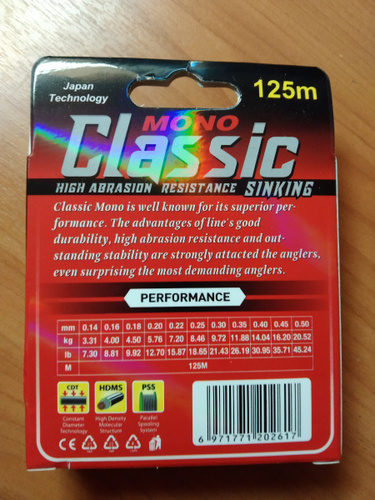 Japan
Technology
125m
MONO
Classic
HIGH ABRASION RESISTANCE SINKING
Classic Mono is well known for its superior per-
formance. The advantages of line's good
durability, high abrasion resistance and out-
standing stability are strongly attacted the anglers,
even surprising the most demanding anglers.
PERFORMANCE
mm 0.14 0.16 0.18 0.20 0.22 0.25 0.30 0.35 0.40 0.45 0.50
kg 3.31 4.00 4.50 5.76 7.20 8.46 9.72 11.88 14.04 16.20 20.52
lb 7.30 8.81 9.92 12.70 15.87 18.65 21.43 26.19 30.95 35.71 45.24
M 125M
CDT HDMS PSS
Constant
Diameter
Technology
High Density
Molecular
Structure
Parallel
Spooling
System
CE
6 971771 202617